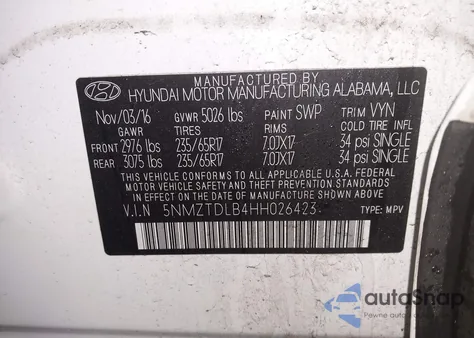 MANUFACTURED BY
HYUNDAI MOTOR MANUFACTURING ALABAMA, LLC
Nov/03/16 GVWR 5026 lbs PAINT SWP TRIM VYN
GAWR TIRES RIMS COLD TIRE INFL
FRONT 2976 lbs 235/65R17 7.0JX17 34 psi SINGLE
REAR 3075 lbs 235/65R17 7.0JX17 34 psi SINGLE
THIS VEHICLE CONFORMS TO ALL APPLICABLE U.S.A. FEDERAL
MOTOR VEHICLE SAFETY AND THEFT PREVENTION STANDARDS
IN EFFECT ON THE DATE OF MANUFACTURE SHOWN ABOVE.
V.I.N 5NMZTDLB4HH026423 TYPE: MPV
autoSnap
Pewne auto